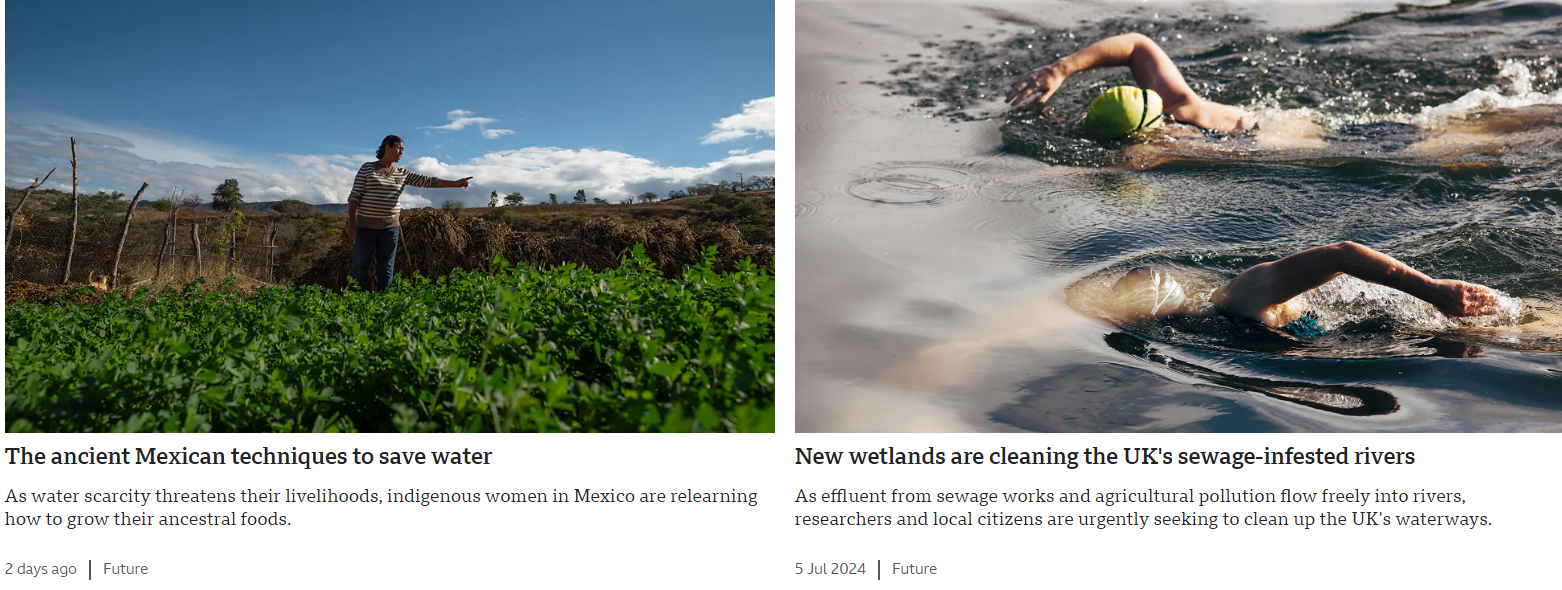 The ancient Mexican techniques to save water
As water scarcity threatens their livelihoods, indigenous women in Mexico are relearning
how to grow their ancestral foods.
2 days ago | Future
New wetlands are cleaning the UK's sewage-infested rivers
As effluent from sewage works and agricultural pollution flow freely into rivers,
researchers and local citizens are urgently seeking to clean up the UK's waterways.
5 Jul 2024 | Future